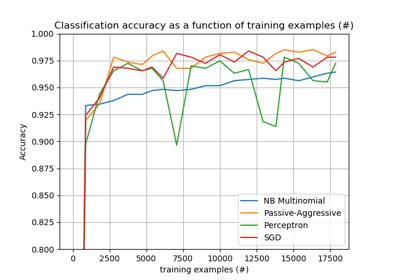 Classification accuracy as a function of training examples (#)
1.000
0.975
0.950
0.925
0.900
0.875
0.850
0.825
0.800
Accuracy
NB Multinomial
Passive-Aggressive
Perceptron
SGD
0 2500 5000 7500 10000 12500 15000 17500
training examples (#)